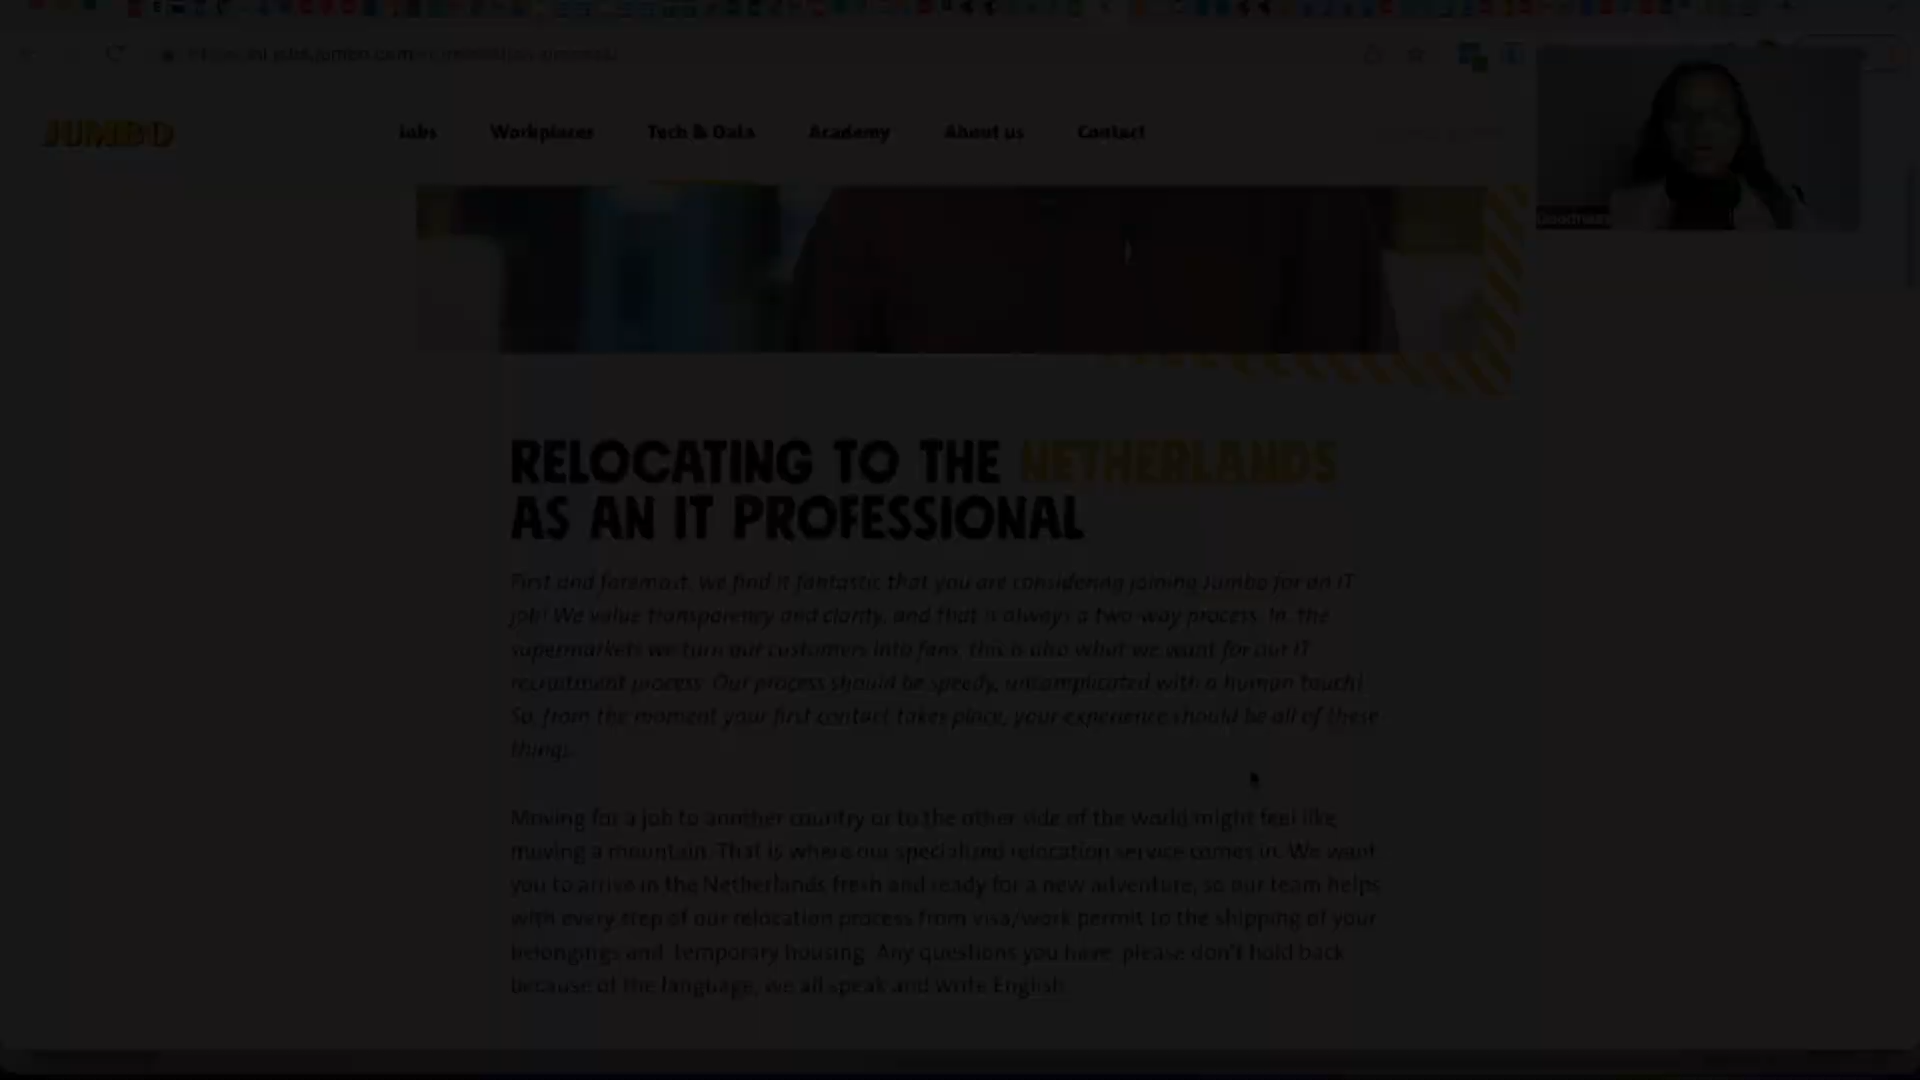 JUMBO
Jobs Workplaces Tech & Data Academy About us Contact
RELOCATING TO THE NETHERLANDS
AS AN IT PROFESSIONAL
First and foremost, we find it fantastic that you are considering joining Jumbo for an IT
job! We value transparency and clarity, and that is always a two-way process. In, the
supermarkets we turn our customers into fans, this is also what we want for our IT
recruitment process. Our process should be speedy, uncomplicated with a human touch!
So, from the moment your first contact takes place, your experience should be all of these
things.
Moving for a job to another country or to the other side of the world might feel like
moving a mountain. That is where our specialized relocation service comes in. We want
you to arrive in the Netherlands fresh and ready for a new adventure, so our team helps
with every step of our relocation process from visa/work permit to the shipping of your
belongings and temporary housing. Any questions you have, please don't hold back
because of the language, we all speak and write English.